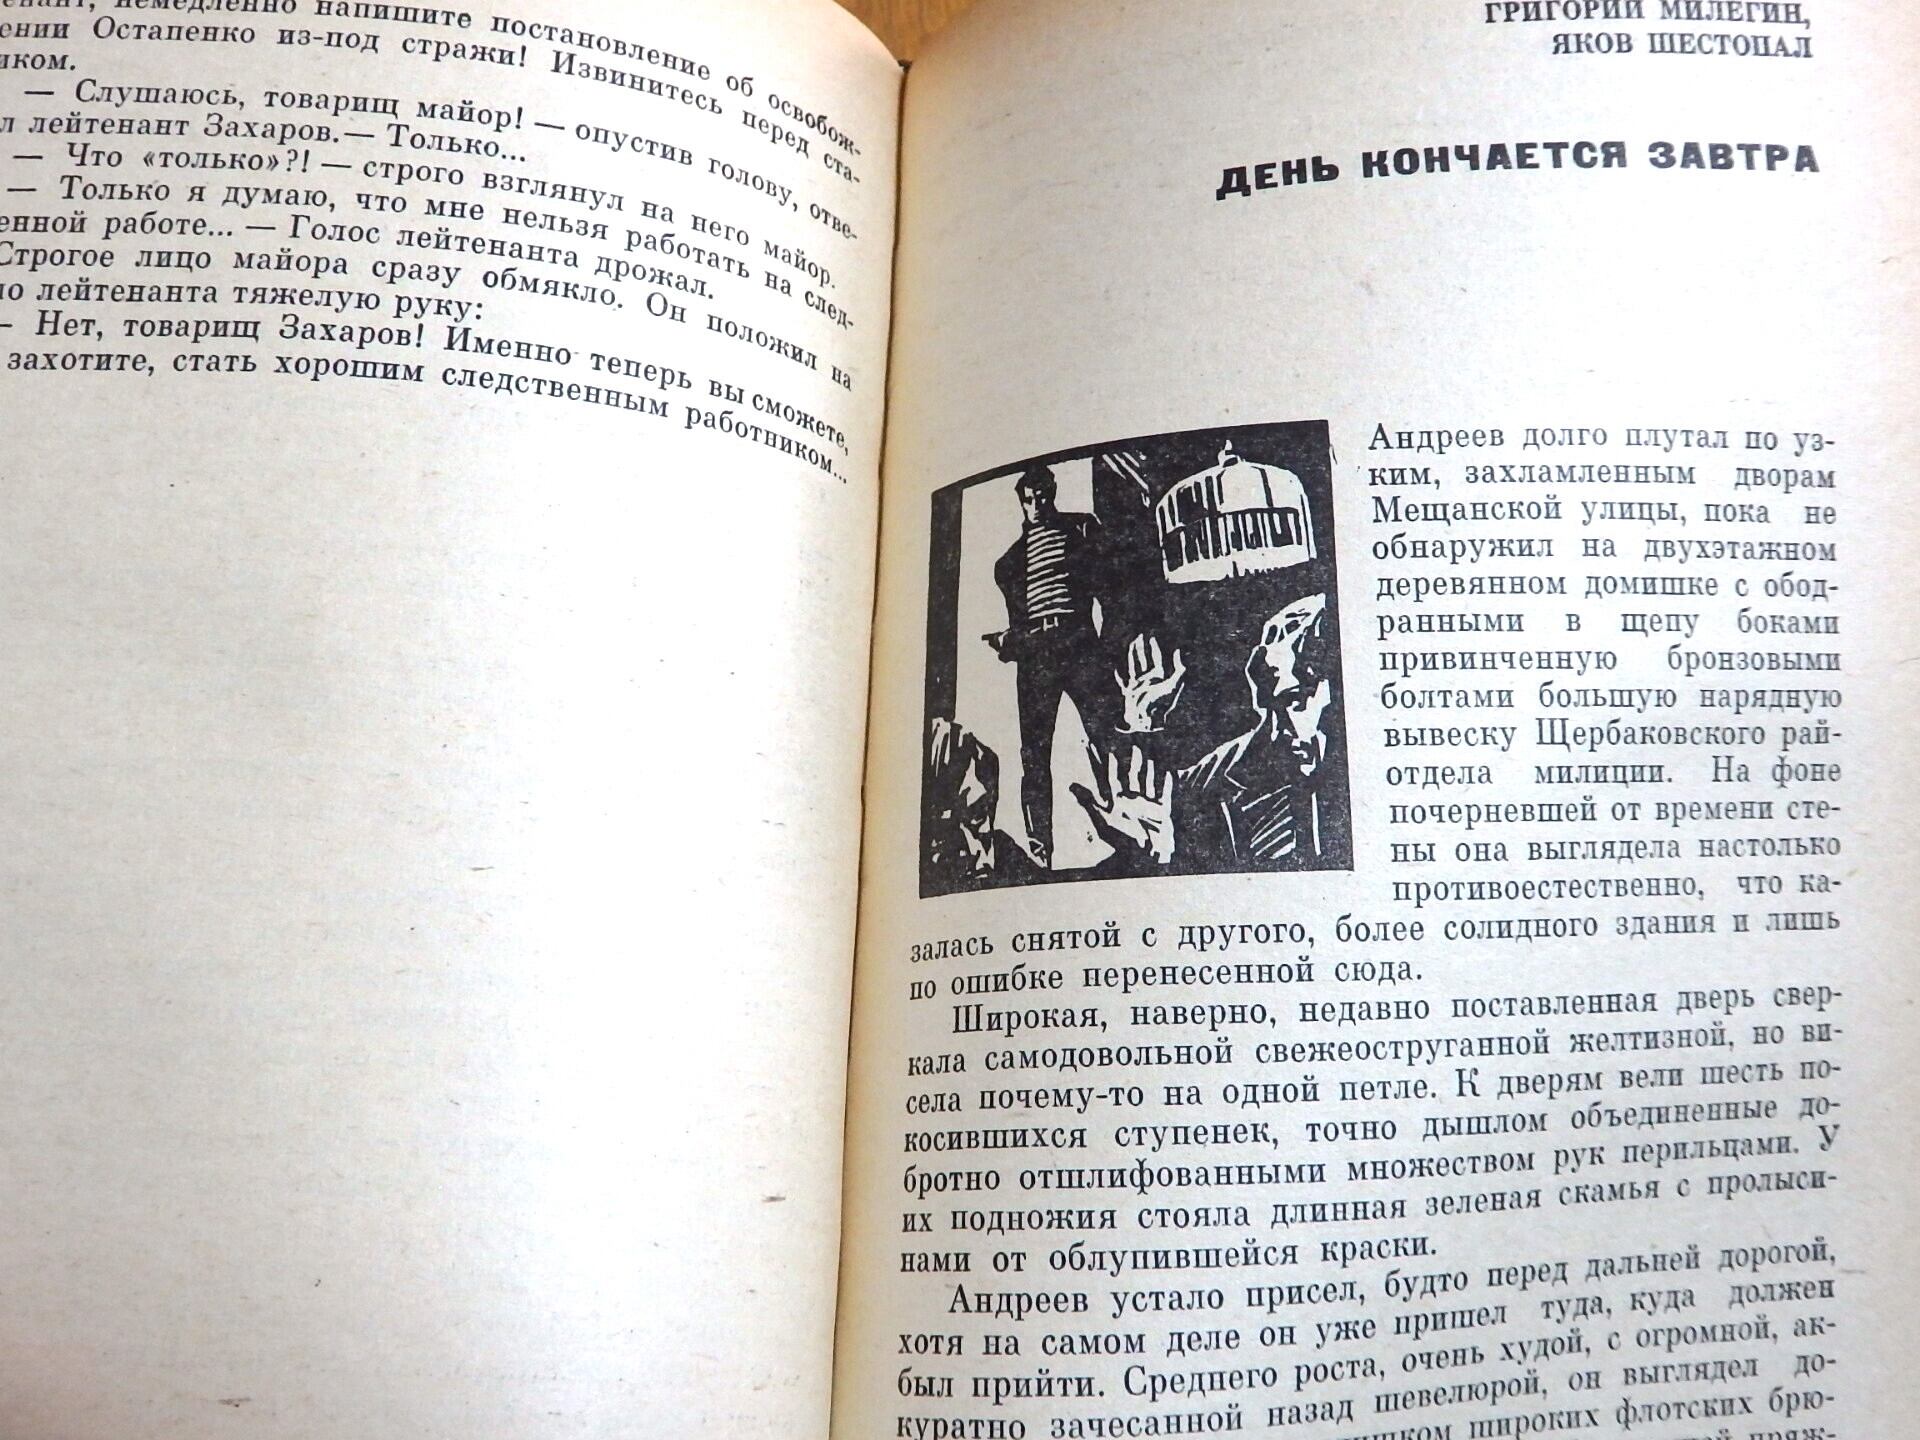 немедленно напишите постановление об освобож-
ении Остапенко из-под стражи! Извинитесь перед ста-
иком.
— Слушаюсь, товарищ майор! — опустив голову, отве-
л лейтенант Захаров. — Только...
— Что «только»?! — строго взглянул на него майор.
— Только я думаю, что мне нельзя работать на след-
енной работе... — Голос лейтенанта дрожал.
Строгое лицо майора сразу обмякло. Он положил на
о лейтенанта тяжелую руку:
— Нет, товарищ Захаров! Именно теперь вы сможете,
захотите, стать хорошим следственным работником...
ГРИГОРИЙ МИЛЕГИН,
ЯКОВ ШЕСТОПАЛ
ДЕНЬ КОНЧАЕТСЯ ЗАВТРА
Андреев долго плутал по уз-
ким, захламленным дворам
Мещанской улицы, пока не
обнаружил на двухэтажном
деревянном домишке с обод-
ранными в щепу боками
привинченную бронзовыми
болтами большую нарядную
вывеску Щербаковского рай-
отдела милиции. На фоне
почерневшей от времени сте-
ны она выглядела настолько
противоестественно, что ка-
залась снятой с другого, более солидного здания и лишь
по ошибке перенесенной сюда.
Широкая, наверно, недавно поставленная дверь свер-
кала самодовольной свежеоструганной желтизной, но ви-
села почему-то на одной петле. К дверям вели шесть по-
косившихся ступенек, точно дышлом объединенные до-
бротно отшлифованными множеством рук перильцами. У
их подножия стояла длинная зеленая скамья с пролыси-
нами от облупившейся краски.
Андреев устало присел, будто перед дальней дорогой,
хотя на самом деле он уже пришел туда, куда должен
был прийти. Среднего роста, очень худой, с огромной, ак-
куратно зачесанной назад шевелюрой, он выглядел до-
широких флотских брю-
пряж-